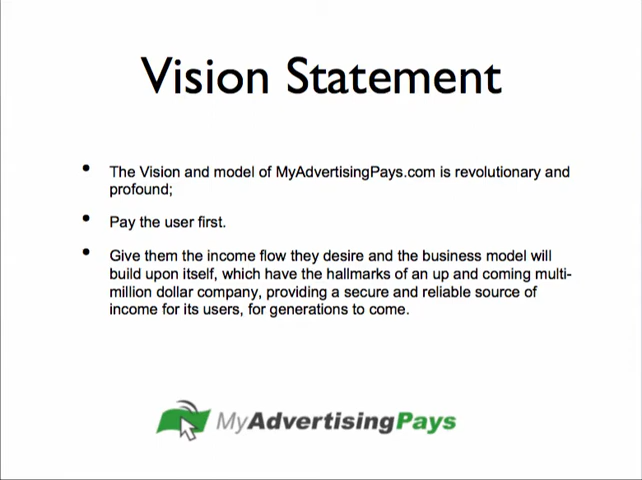 Vision Statement
• The Vision and model of MyAdvertisingPays.com is revolutionary and
profound;
• Pay the user first.
• Give them the income flow they desire and the business model will
build upon itself, which have the hallmarks of an up and coming multi-
million dollar company, providing a secure and reliable source of
income for its users, for generations to come.
MyAdvertisingPays